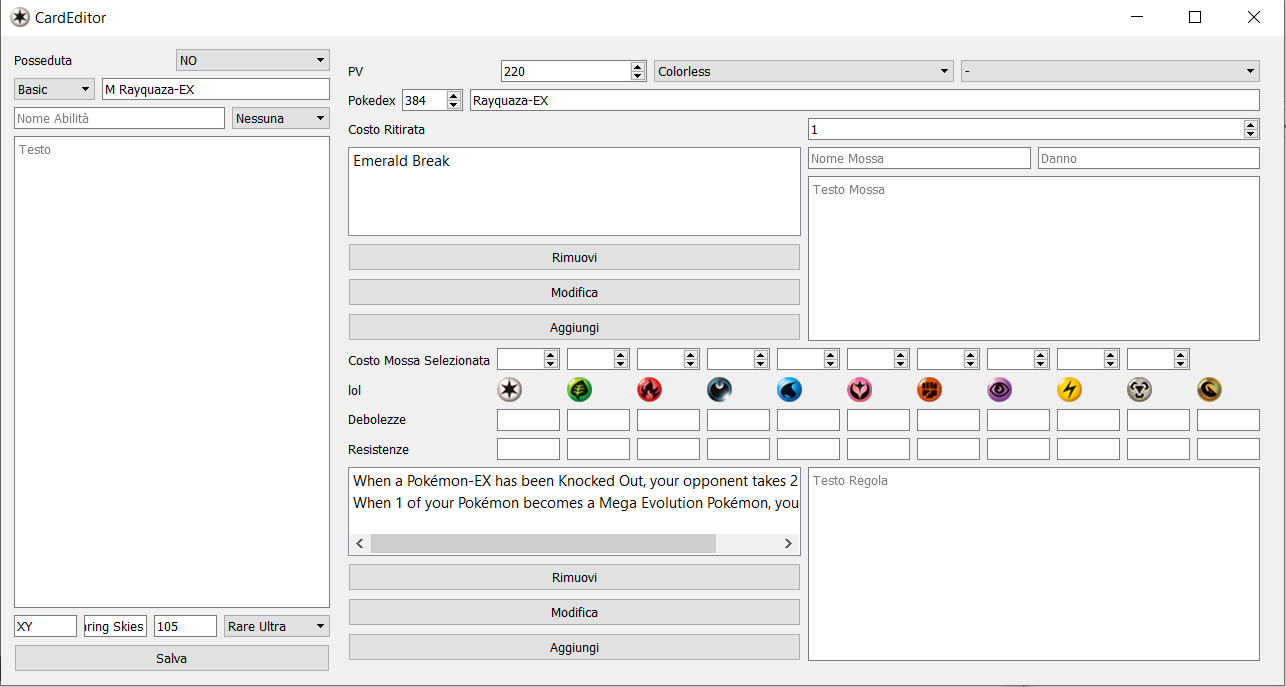 CardEditor
Posseduta
NO
Basic
M Rayquaza-EX
Nome Abilità
Nessuna
Testo
XY
aring Skies
105
Rare Ultra
Salva
PV
220
Colorless
-
Pokedex
384
Rayquaza-EX
Costo Ritirata
1
Emerald Break
Nome Mossa
Danno
Testo Mossa
Rimuovi
Modifica
Aggiungi
Costo Mossa Selezionata
lol
Debolezze
Resistenze
When a Pokémon-EX has been Knocked Out, your opponent takes 2
When 1 of your Pokémon becomes a Mega Evolution Pokémon, you
Testo Regola
Rimuovi
Modifica
Aggiungi